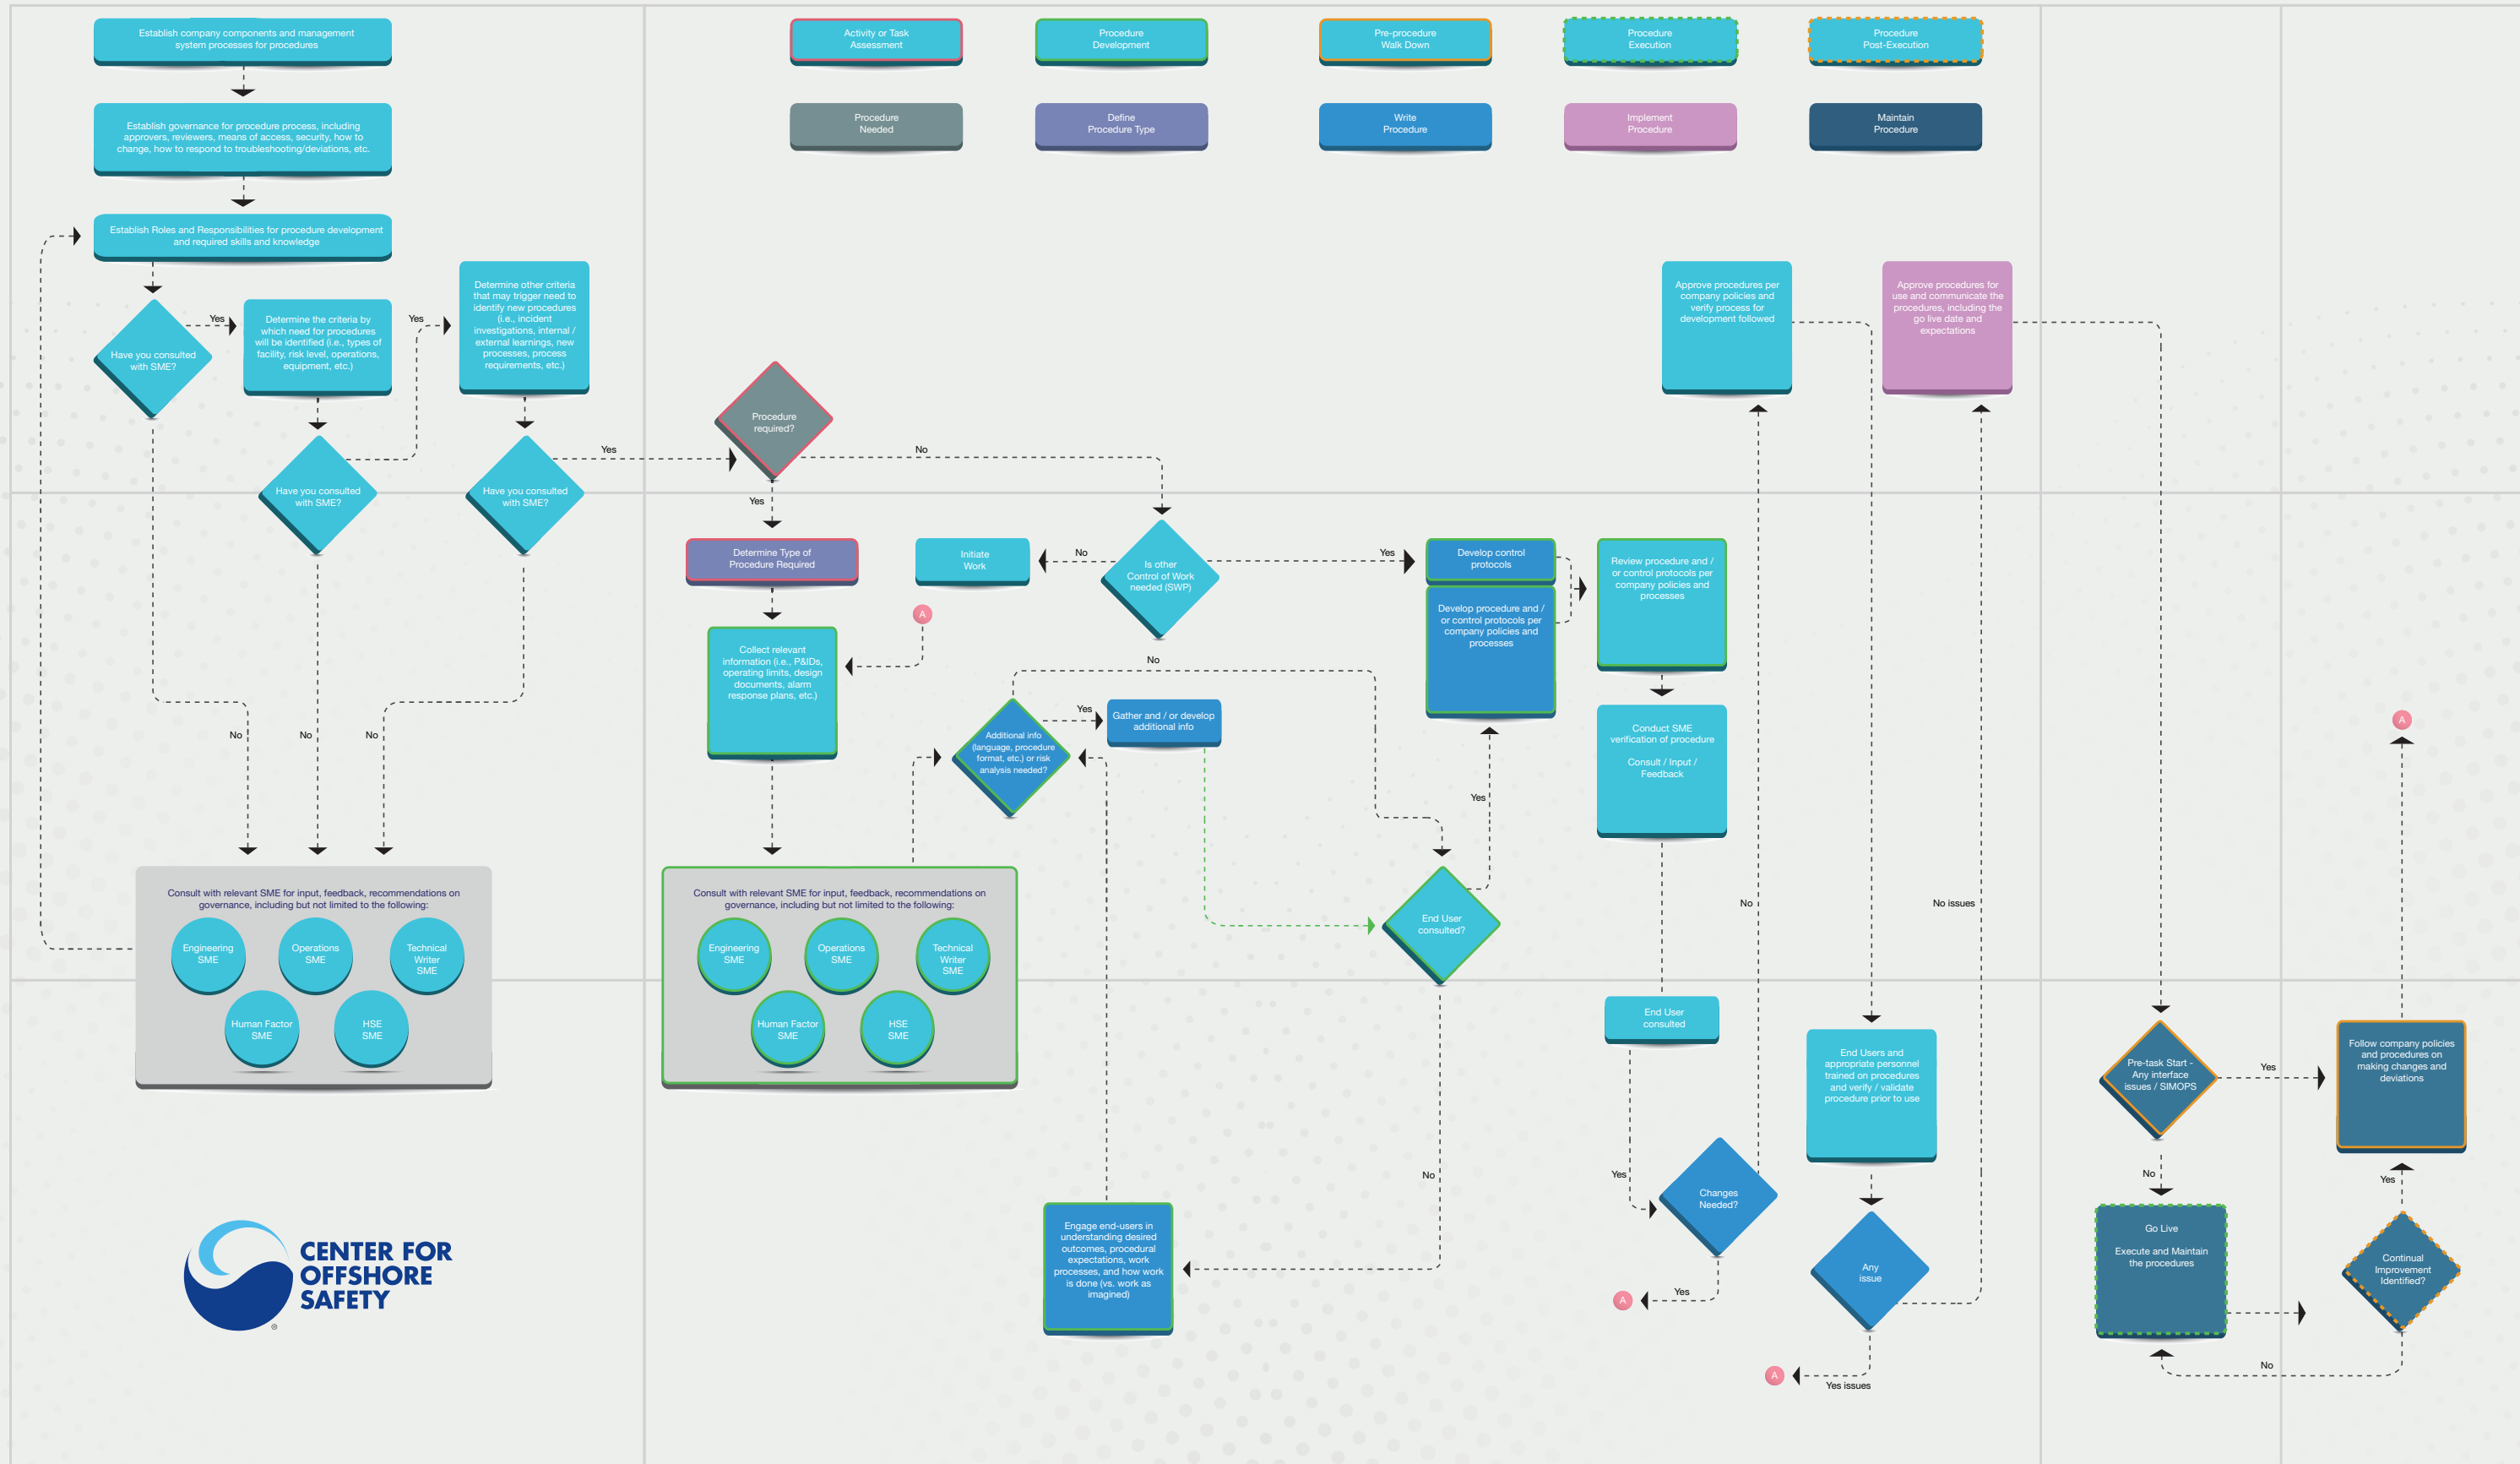 Establish company components and management
system processes for procedures
Establish governance for procedure process, including
approvers, reviewers, means of access, security, how to
change, how to respond to troubleshooting/deviations, etc.
Establish Roles and Responsibilities for procedure development
and required skills and knowledge
Have you consulted
with SME?
Yes
Determine the criteria by
which need for procedures
will be identified (i.e., types of
facility, risk level, operations,
equipment, etc.)
Yes
Determine other criteria
that may trigger need to
identify new procedures
(i.e., incident
investigations, internal /
external learnings, new
processes, process
requirements, etc.)
Have you consulted
with SME?
Have you consulted
with SME?
Yes
No
No
No
Consult with relevant SME for input, feedback, recommendations on
governance, including but not limited to the following:
Engineering
SME
Operations
SME
Technical
Writer
SME
Human Factor
SME
HSE
SME
CENTER FOR
OFFSHORE
SAFETY
®
Activity or Task
Assessment
Procedure
Development
Pre-procedure
Walk Down
Procedure
Execution
Procedure
Post-Execution
Procedure
Needed
Define
Procedure Type
Write
Procedure
Implement
Procedure
Maintain
Procedure
Procedure
required?
No
Yes
Determine Type of
Procedure Required
Initiate
Work
No
Is other
Control of Work
needed (SWP)
Yes
A
Collect relevant
information (i.e., P&IDs,
operating limits, design
documents, alarm
response plans, etc.)
No
Additional info
(language, procedure
format, etc.) or risk
analysis needed?
Yes
Gather and / or develop
additional info
Consult with relevant SME for input, feedback, recommendations on
governance, including but not limited to the following:
Engineering
SME
Operations
SME
Technical
Writer
SME
Human Factor
SME
HSE
SME
Develop control
protocols
Develop procedure and /
or control protocols per
company policies and
processes
Yes
End User
consulted?
No
Engage end-users in
understanding desired
outcomes, procedural
expectations, work
processes, and how work
is done (vs. work as
imagined)
Review procedure and /
or control protocols per
company policies and
processes
Conduct SME
verification of procedure
Consult / Input /
Feedback
End User
consulted
Yes
Changes
Needed?
Yes
A
No
Approve procedures per
company policies and
verify process for
development followed
End Users and
appropriate personnel
trained on procedures
and verify / validate
procedure prior to use
Any
issue
Yes issues
A
No issues
Approve procedures for
use and communicate the
procedures, including the
go live date and
expectations
Pre-task Start -
Any interface
issues / SIMOPS
Yes
Follow company policies
and procedures on
making changes and
deviations
A
No
Go Live
Execute and Maintain
the procedures
Yes
Continual
Improvement
Identified?
No